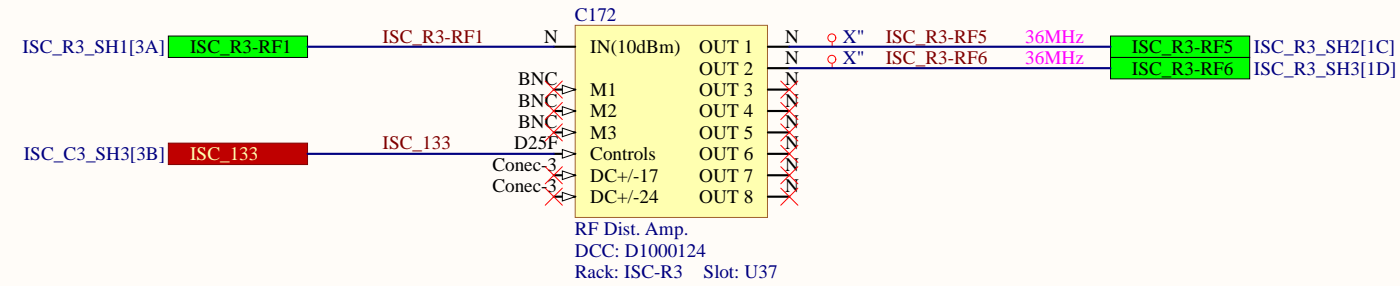 C172
ISC_R3_SH1[3A] ISC_R3-RF1 ISC_R3-RF1 N IN(10dBm) OUT 1 N X" ISC_R3-RF5 36MHz ISC_R3-RF5 ISC_R3_SH2[1C]
OUT 2 N X" ISC_R3-RF6 36MHz ISC_R3-RF6 ISC_R3_SH3[1D]
BNC M1 OUT 3 N
BNC M2 OUT 4 N
BNC M3 OUT 5 N
ISC_C3_SH3[3B] ISC_133 ISC_133 D25F Controls OUT 6 N
Conec-3 DC+/-17 OUT 7 N
Conec-3 DC+/-24 OUT 8 N
RF Dist. Amp.
DCC: D1000124
Rack: ISC-R3 Slot: U37